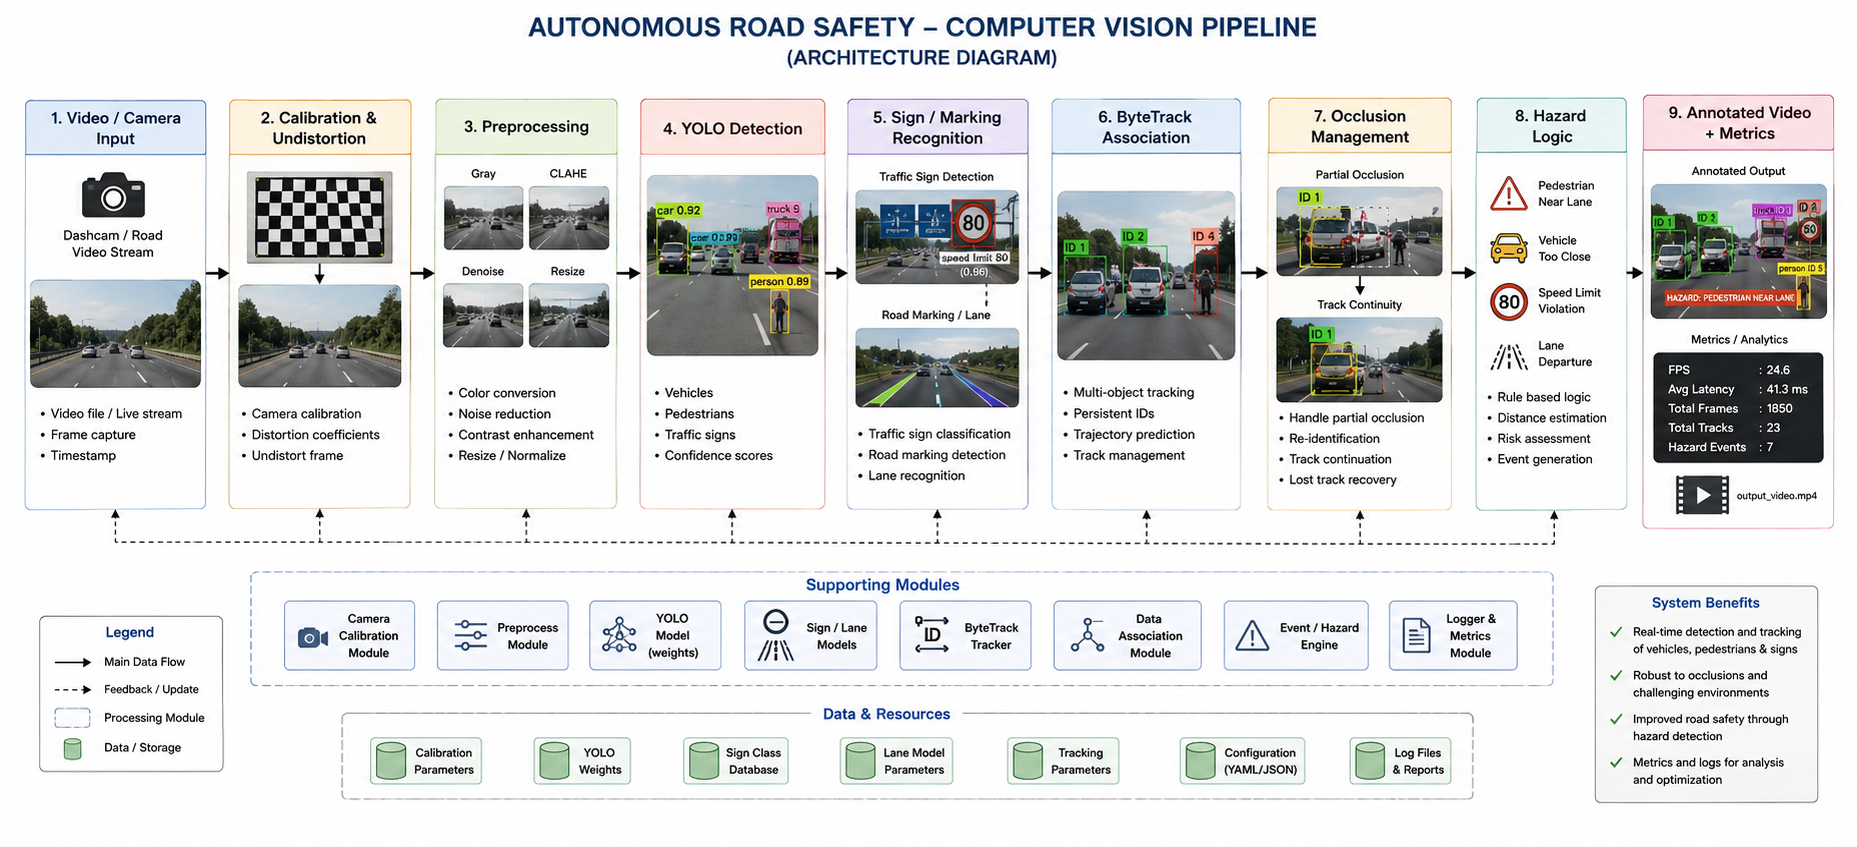 AUTONOMOUS ROAD SAFETY – COMPUTER VISION PIPELINE
(ARCHITECTURE DIAGRAM)
1. Video / Camera
Input
Dashcam / Road
Video Stream
• Video file / Live stream
• Frame capture
• Timestamp
2. Calibration &
Undistortion
• Camera calibration
• Distortion coefficients
• Undistort frame
3. Preprocessing
Gray
CLAHE
Denoise
Resize
• Color conversion
• Noise reduction
• Contrast enhancement
• Resize / Normalize
4. YOLO Detection
car 0.92
truck 9
person 0.89
• Vehicles
• Pedestrians
• Traffic signs
• Confidence scores
5. Sign / Marking
Recognition
Traffic Sign Detection
80
speed limit 80
(0.96)
Road Marking / Lane
• Traffic sign classification
• Road marking detection
• Lane recognition
6. ByteTrack
Association
ID 1
ID 2
ID 4
• Multi-object tracking
• Persistent IDs
• Trajectory prediction
• Track management
7. Occlusion
Management
Partial Occlusion
ID 1
Track Continuity
ID 1
• Handle partial occlusion
• Re-identification
• Track continuation
• Lost track recovery
8. Hazard
Logic
Pedestrian
Near Lane
Vehicle
Too Close
80
Speed Limit
Violation
Lane
Departure
• Rule based logic
• Distance estimation
• Risk assessment
• Event generation
9. Annotated Video
+ Metrics
Annotated Output
ID 1
80
person ID 5
HAZARD: PEDESTRIAN NEAR LANE
Metrics / Analytics
FPS : 24.6
Avg Latency : 41.3 ms
Total Frames : 1850
Total Tracks : 23
Hazard Events : 7
output_video.mp4
Supporting Modules
Camera
Calibration
Module
Preprocess
Module
YOLO
Model
(weights)
Sign / Lane
Models
ID
ByteTrack
Tracker
Data
Association
Module
Event / Hazard
Engine
Logger &
Metrics
Module
Legend
Main Data Flow
Feedback / Update
Processing Module
Data / Storage
Data & Resources
Calibration
Parameters
YOLO
Weights
Sign Class
Database
Lane Model
Parameters
Tracking
Parameters
Configuration
(YAML/JSON)
Log Files
& Reports
System Benefits
Real-time detection and tracking
of vehicles, pedestrians & signs
Robust to occlusions and
challenging environments
Improved road safety through
hazard detection
Metrics and logs for analysis
and optimization